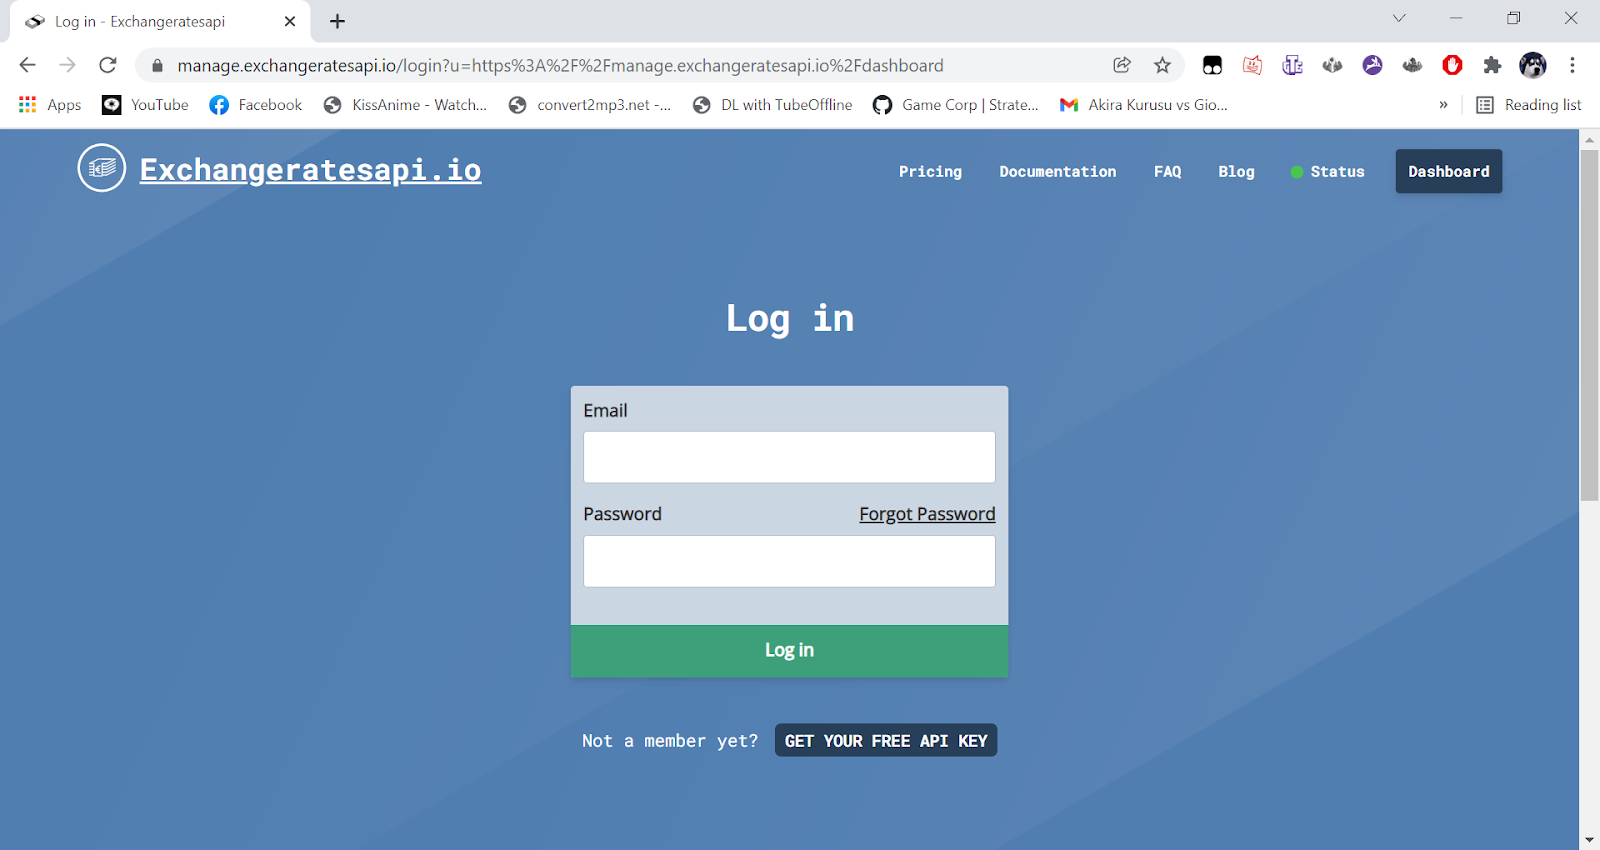 Log in - Exchangeratesapi
manage.exchangeratesapi.io/login?u=https%3A%2F%2Fmanage.exchangeratesapi.io%2Fdashboard
Apps YouTube Facebook KissAnime - Watch... convert2mp3.net -... DL with TubeOffline Game Corp | Strate... Akira Kurusu vs Gio... » Reading list
Exchangeratesapi.io Pricing Documentation FAQ Blog Status Dashboard
Log in
Email
Password Forgot Password
Log in
Not a member yet? GET YOUR FREE API KEY